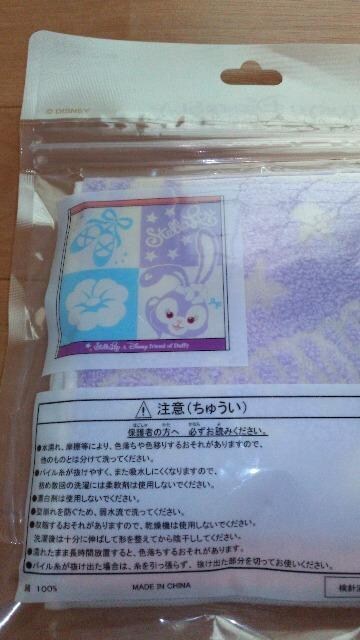 © DISNEY
StellaLou
StellaLou A Disney Friend of Duffy
⚠ 注意(ちゅうい)
保護者の方へ 必ずお読みください。
●水濡れ、摩擦等により、色落ちや色移りするおそれがありますので、
他のものとは分けて洗ってください。
●パイル糸が抜けやすく、また吸水しにくくなりますので、
初め数回の洗濯には柔軟剤は使用しないでください。
●漂白剤は使用しないでください。
●型崩れを防ぐため、弱水流で洗ってください。
●収縮するおそれがありますので、乾燥機は使用しないでください。
洗濯後は十分に伸ばして形を整えてから陰干ししてください。
●濡れたまま長時間放置すると、色落ちするおそれがあります。
●パイル糸が抜け出た場合は、糸を引っ張らず、抜け出た部分を切ってお使いください。
綿 100%
MADE IN CHINA
検針済